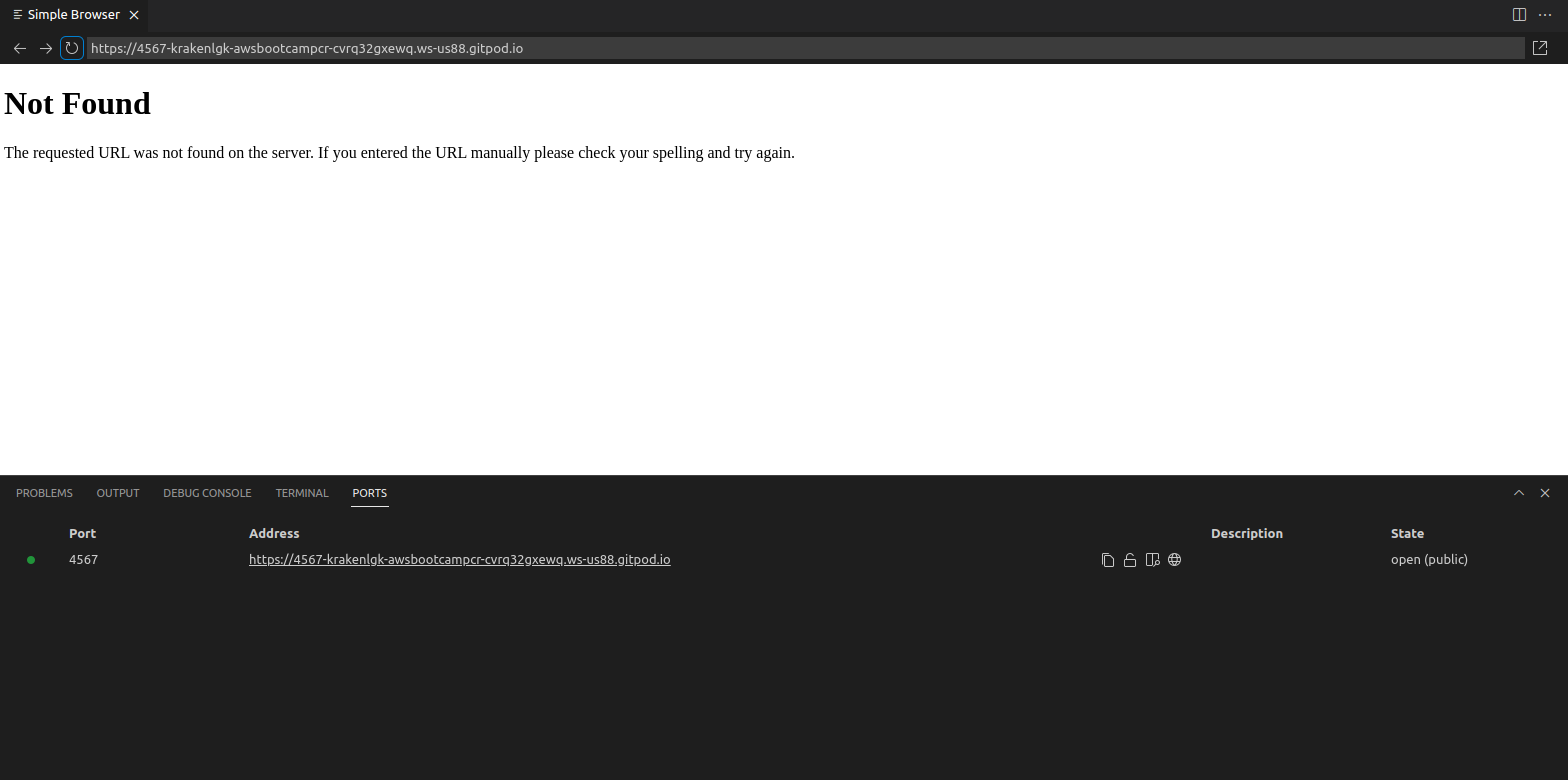 Simple Browser
https://4567-krakenlgk-awsbootcampcr-cvrq32gxewq.ws-us88.gitpod.io
Not Found
The requested URL was not found on the server. If you entered the URL manually please check your spelling and try again.
PROBLEMS OUTPUT DEBUG CONSOLE TERMINAL PORTS
Port Address Description State
4567 https://4567-krakenlgk-awsbootcampcr-cvrq32gxewq.ws-us88.gitpod.io open (public)